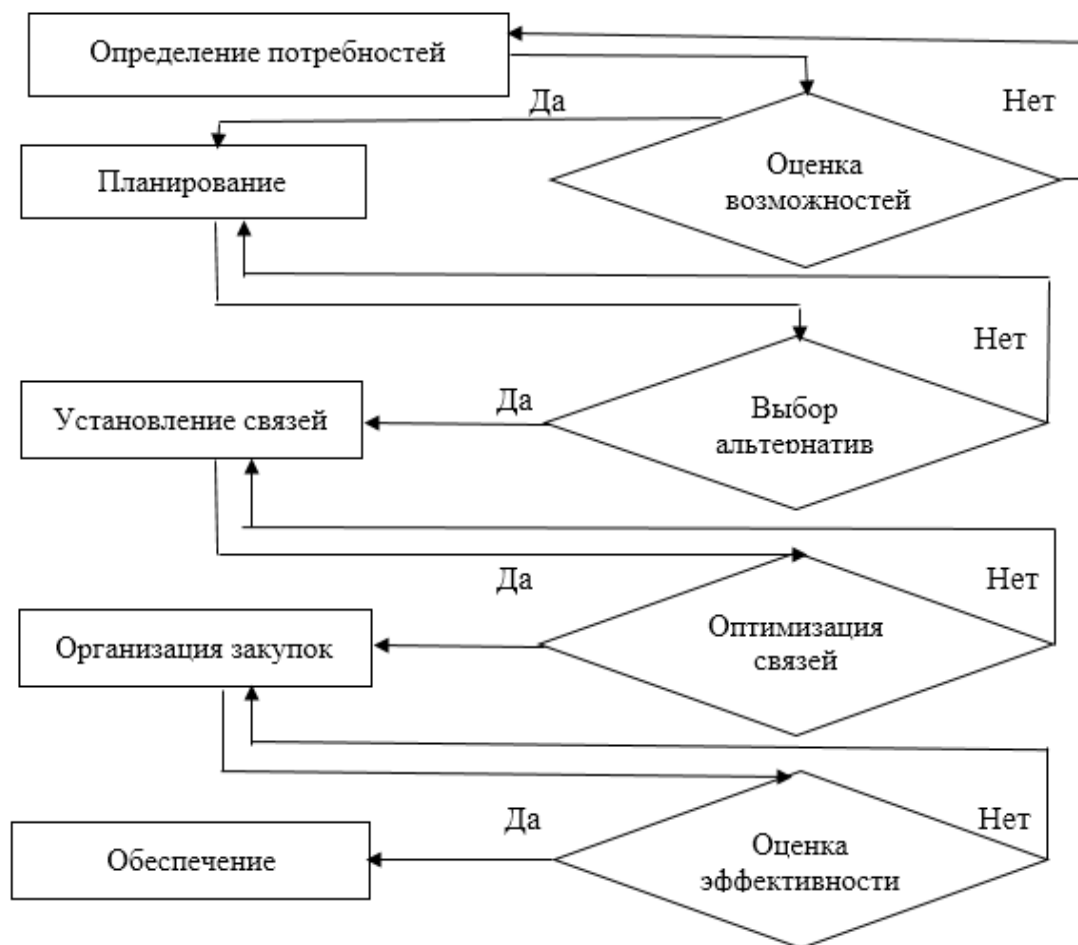 Определение потребностей
Да
Нет
Оценка
возможностей
Планирование
Нет
Да
Выбор
альтернатив
Установление связей
Да
Нет
Оптимизация
связей
Организация закупок
Да
Нет
Оценка
эффективности
Обеспечение